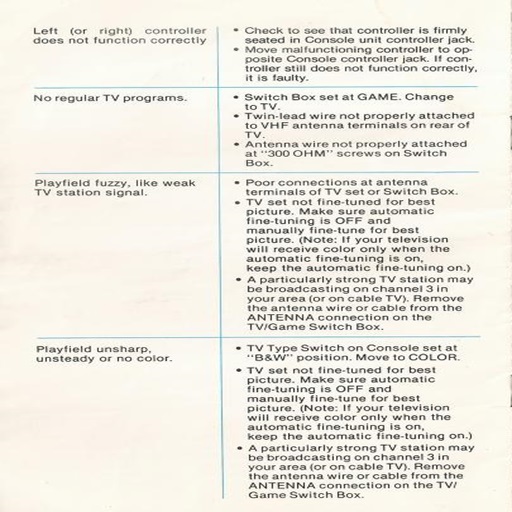 Left (or right) controller
does not function correctly
• Check to see that controller is firmly
seated in Console unit controller jack.
• Move malfunctioning controller to op-
posite Console controller jack. If con-
troller still does not function correctly,
it is faulty.
No regular TV programs.
• Switch Box set at GAME. Change
to TV.
• Twin-lead wire not properly attached
to VHF antenna terminals on rear of
TV.
• Antenna wire not properly attached
at "300 OHM" screws on Switch
Box.
Playfield fuzzy, like weak
TV station signal.
• Poor connections at antenna
terminals of TV set or Switch Box.
• TV set not fine-tuned for best
picture. Make sure automatic
fine-tuning is OFF and
manually fine-tune for best
picture. (Note: If your television
will receive color only when the
automatic fine-tuning is on,
keep the automatic fine-tuning on.)
• A particularly strong TV station may
be broadcasting on channel 3 in
your area (or on cable TV). Remove
the antenna wire or cable from the
ANTENNA connection on the
TV/Game Switch Box.
Playfield unsharp,
unsteady or no color.
• TV Type Switch on Console set at
"B&W" position. Move to COLOR.
• TV set not fine-tuned for best
picture. Make sure automatic
fine-tuning is OFF and
manually fine-tune for best
picture. (Note: If your television
will receive color only when the
automatic fine-tuning is on,
keep the automatic fine-tuning on.)
• A particularly strong TV station may
be broadcasting on channel 3 in
your area (or on cable TV). Remove
the antenna wire or cable from the
ANTENNA connection on the TV/
Game Switch Box.